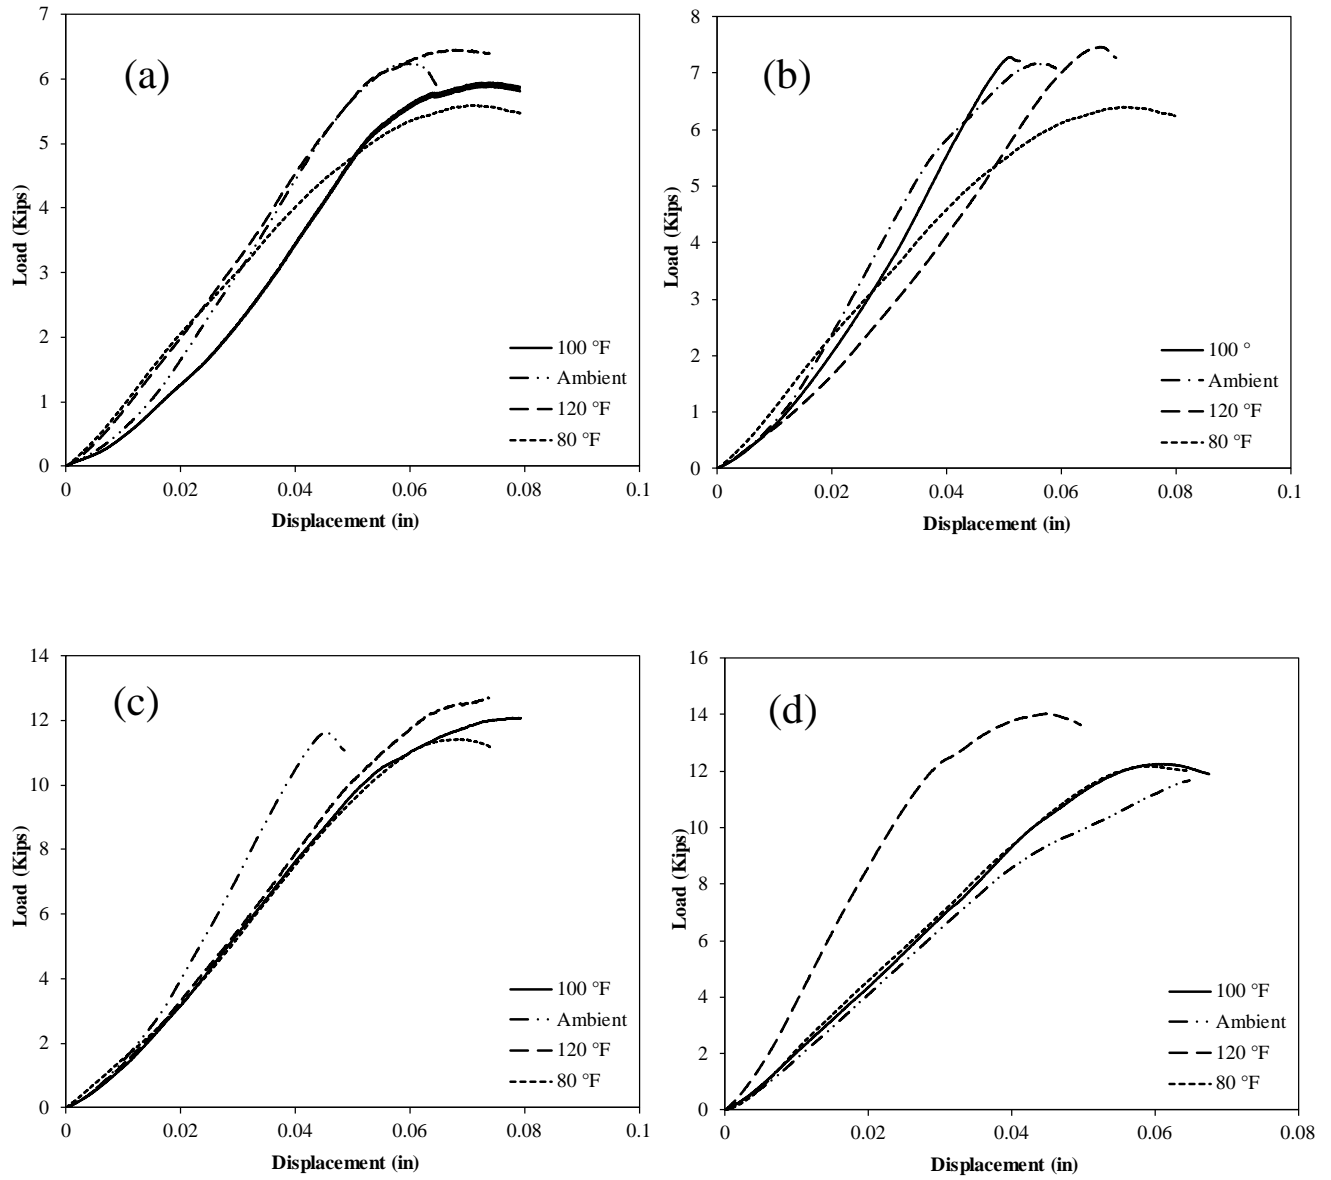 (a)
7
6
5
4
3
2
1
0
Load (Kips)
100 °F
Ambient
120 °F
80 °F
0 0.02 0.04 0.06 0.08 0.1
Displacement (in)
(b)
8
7
6
5
4
3
2
1
0
Load (Kips)
100 °
Ambient
120 °F
80 °F
0 0.02 0.04 0.06 0.08 0.1
Displacement (in)
(c)
14
12
10
8
6
4
2
0
Load (Kips)
100 °F
Ambient
120 °F
80 °F
0 0.02 0.04 0.06 0.08 0.1
Displacement (in)
(d)
16
14
12
10
8
6
4
2
0
Load (Kips)
100 °F
Ambient
120 °F
80 °F
0 0.02 0.04 0.06 0.08
Displacement (in)